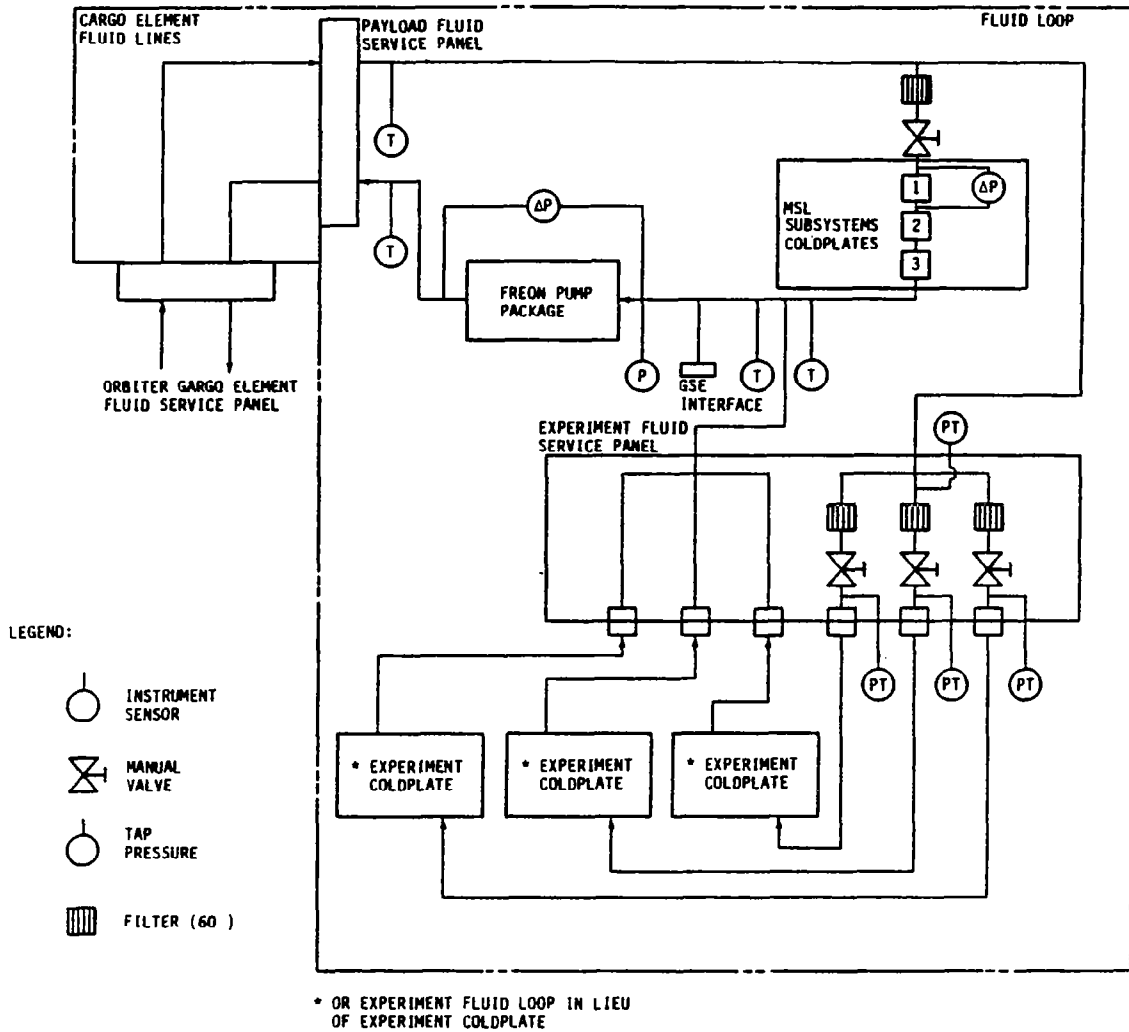 CARGO ELEMENT
FLUID LINES
PAYLOAD FLUID
SERVICE PANEL
FLUID LOOP
T
T
ΔP
FREON PUMP
PACKAGE
MSL
SUBSYSTEMS
COLDPLATES
1
2
3
ΔP
P
GSE
INTERFACE
T
T
ORBITER GARGO ELEMENT
FLUID SERVICE PANEL
EXPERIMENT FLUID
SERVICE PANEL
PT
PT
PT
PT
* EXPERIMENT
COLDPLATE
* EXPERIMENT
COLDPLATE
* EXPERIMENT
COLDPLATE
LEGEND:
INSTRUMENT
SENSOR
MANUAL
VALVE
TAP
PRESSURE
FILTER (60 )
* OR EXPERIMENT FLUID LOOP IN LIEU
OF EXPERIMENT COLDPLATE